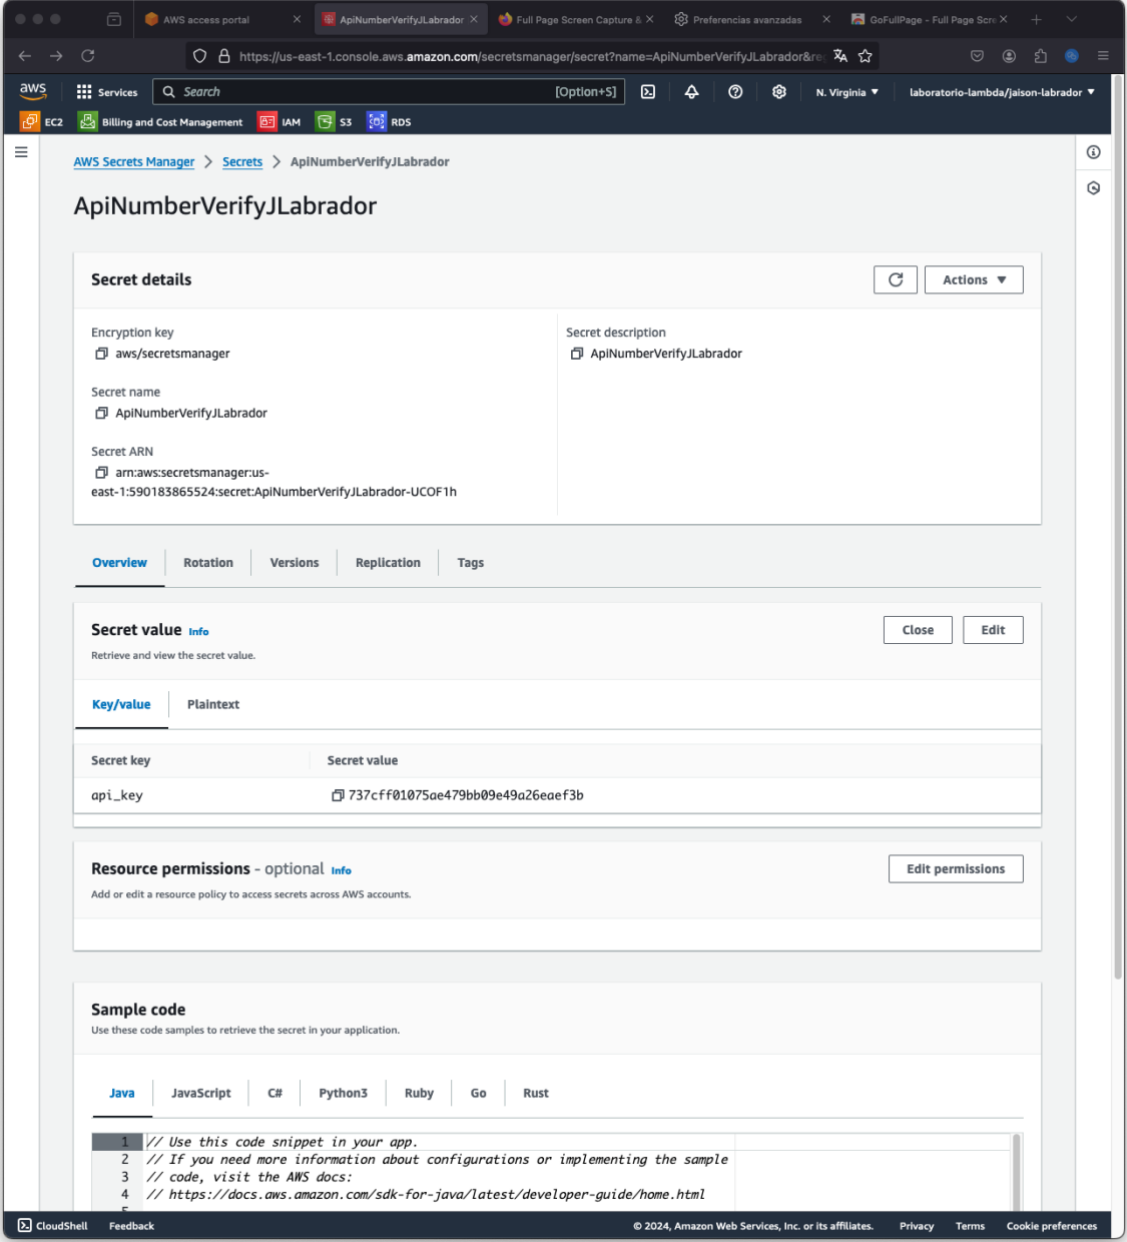 AWS access portal
ApiNumberVerifyJLabrador
Full Page Screen Capture &
Preferencias avanzadas
GoFullPage - Full Page Scre
https://us-east-1.console.aws.amazon.com/secretsmanager/secret?name=ApiNumberVerifyJLabrador&re
aws
Services
Search
[Option+S]
N. Virginia
laboratorio-lambda/jaison-labrador
EC2
Billing and Cost Management
IAM
S3
RDS
AWS Secrets Manager > Secrets > ApiNumberVerifyJLabrador
ApiNumberVerifyJLabrador
Secret details
Actions
Encryption key
aws/secretsmanager
Secret name
ApiNumberVerifyJLabrador
Secret ARN
arn:aws:secretsmanager:us-
east-1:590183865524:secret:ApiNumberVerifyJLabrador-UCOF1h
Secret description
ApiNumberVerifyJLabrador
Overview
Rotation
Versions
Replication
Tags
Secret value Info
Retrieve and view the secret value.
Close
Edit
Key/value
Plaintext
Secret key
Secret value
api_key
737cff01075ae479bb09e49a26eaef3b
Resource permissions - optional Info
Add or edit a resource policy to access secrets across AWS accounts.
Edit permissions
Sample code
Use these code samples to retrieve the secret in your application.
Java
JavaScript
C#
Python3
Ruby
Go
Rust
1 // Use this code snippet in your app.
2 // If you need more information about configurations or implementing the sample
3 // code, visit the AWS docs:
4 // https://docs.aws.amazon.com/sdk-for-java/latest/developer-guide/home.html
CloudShell
Feedback
© 2024, Amazon Web Services, Inc. or its affiliates.
Privacy
Terms
Cookie preferences